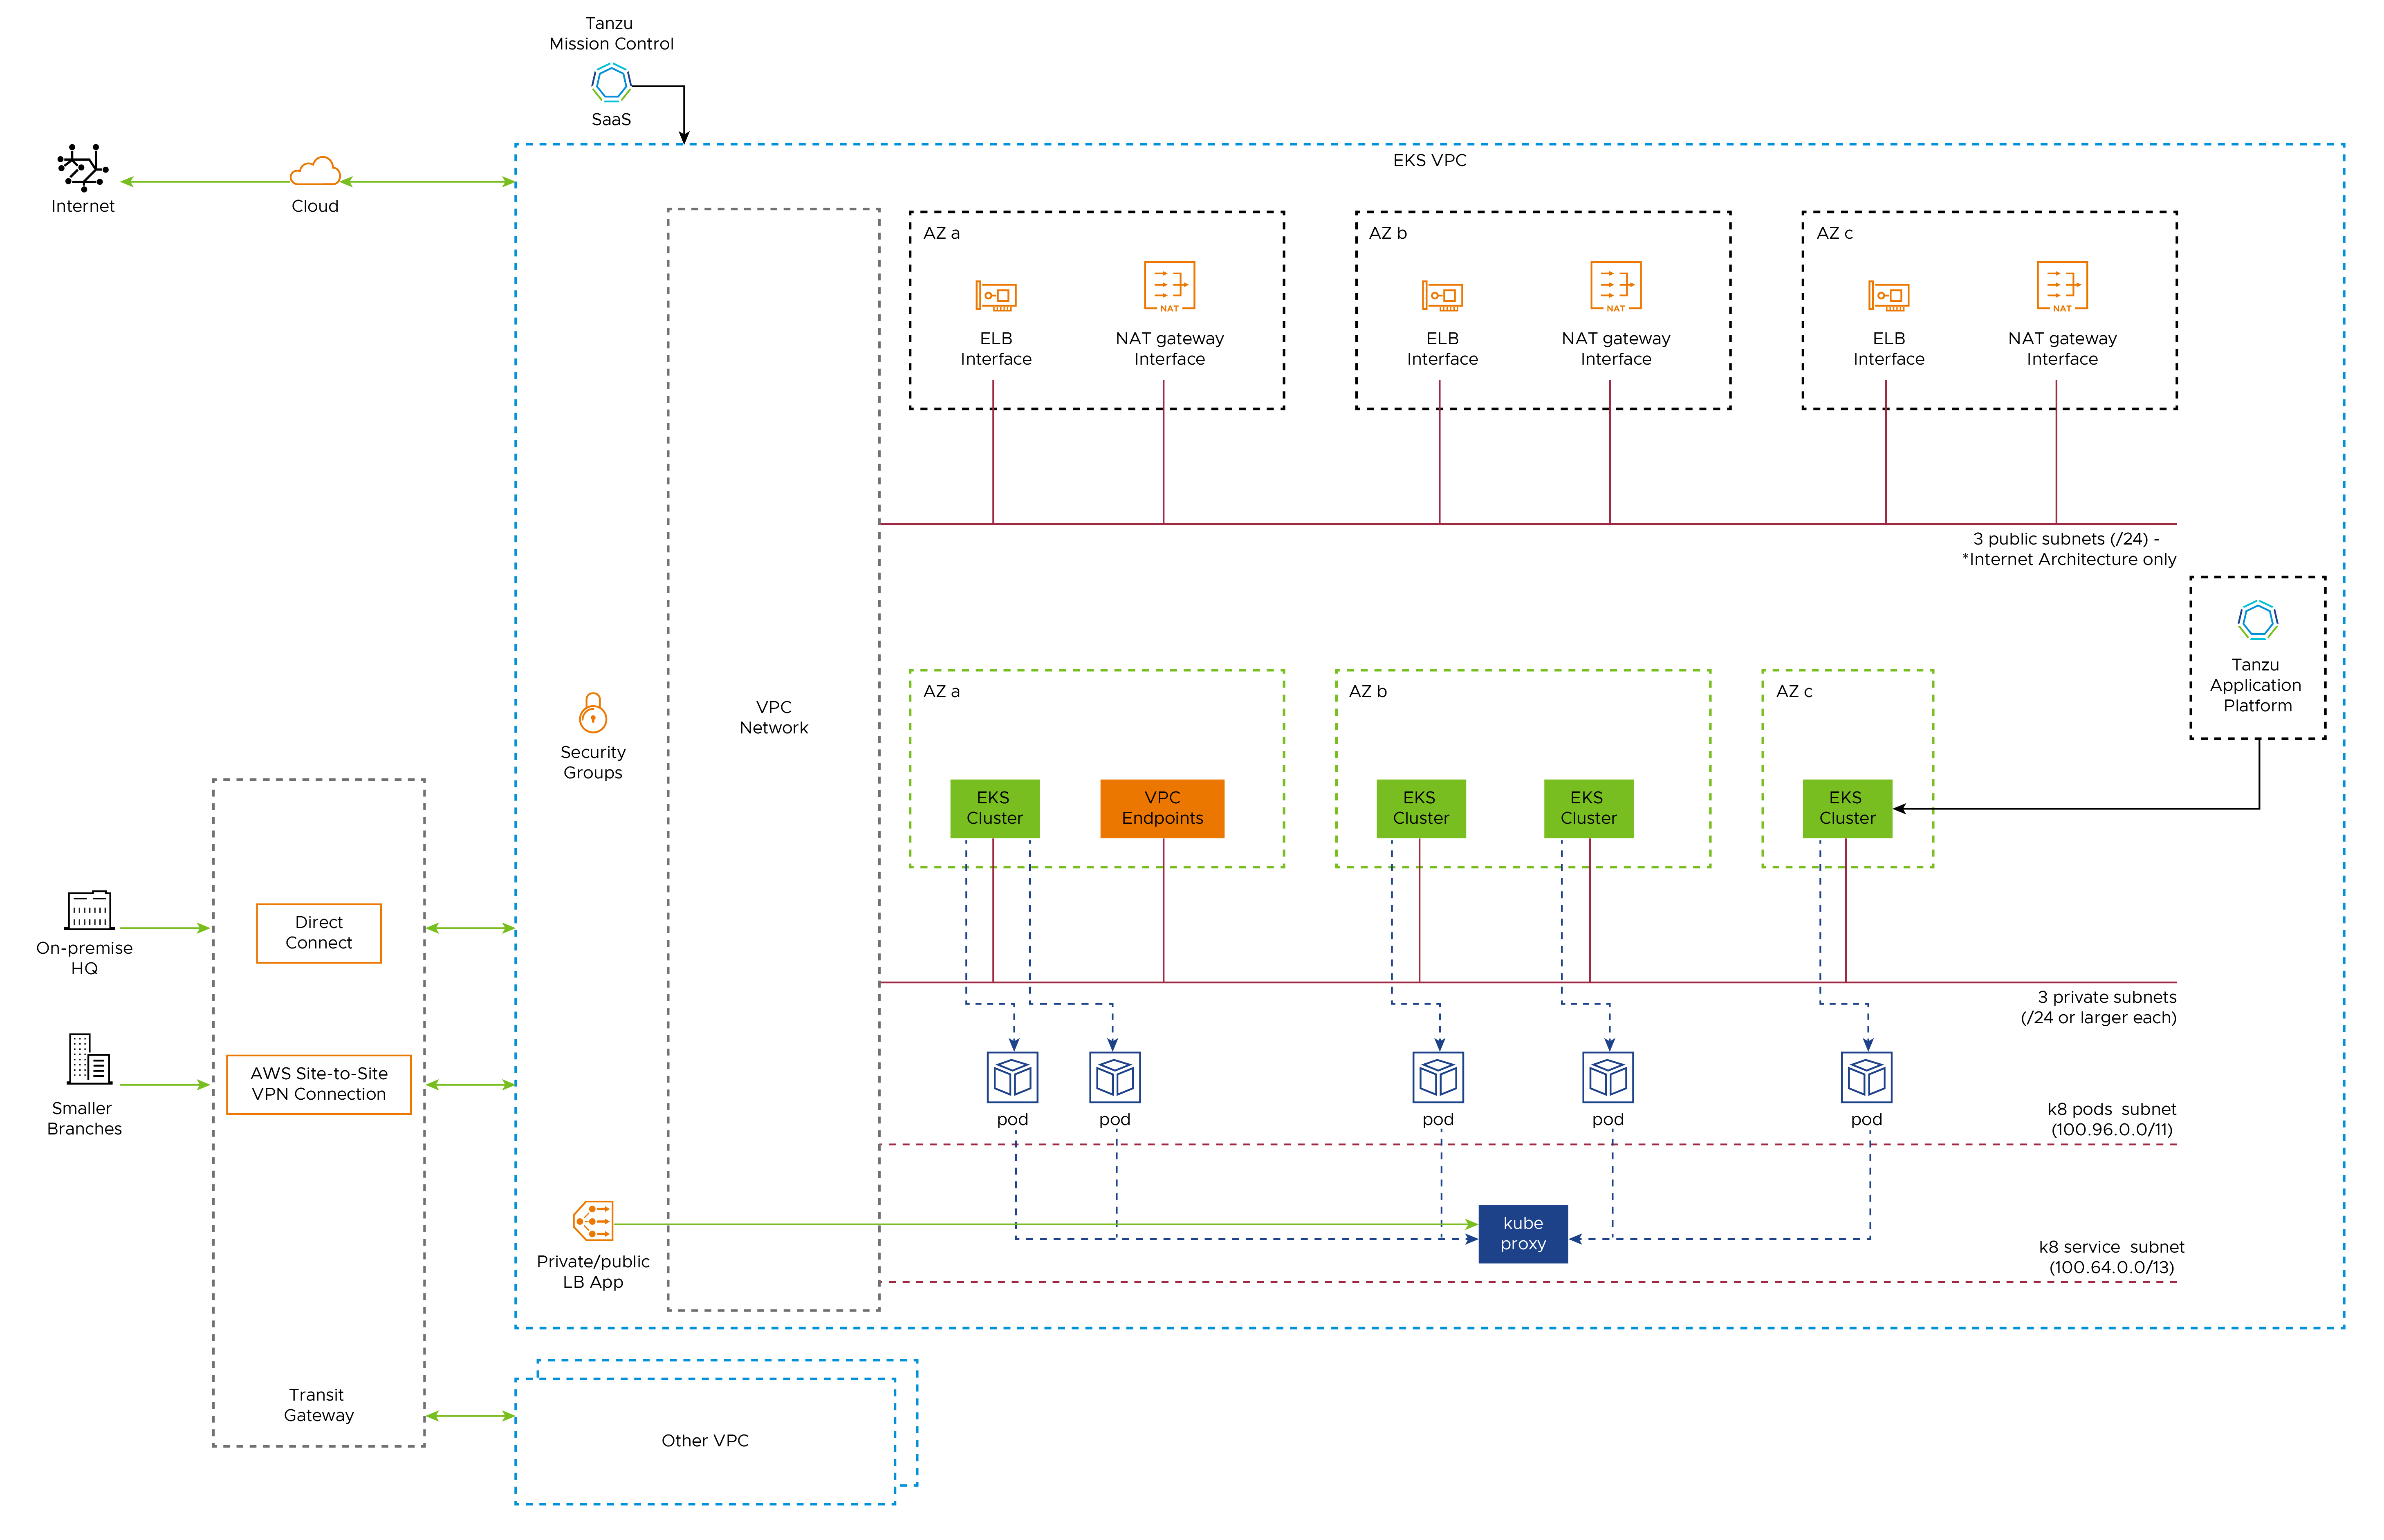 Tanzu
Mission Control
SaaS
Internet
Cloud
EKS VPC
AZ a
ELB
Interface
NAT
NAT gateway
Interface
AZ b
ELB
Interface
NAT
NAT gateway
Interface
AZ c
ELB
Interface
NAT
NAT gateway
Interface
3 public subnets (/24) -
*Internet Architecture only
Tanzu
Application
Platform
Security
Groups
VPC
Network
AZ a
EKS
Cluster
VPC
Endpoints
AZ b
EKS
Cluster
EKS
Cluster
AZ c
EKS
Cluster
3 private subnets
(/24 or larger each)
On-premise
HQ
Direct
Connect
Smaller
Branches
AWS Site-to-Site
VPN Connection
Transit
Gateway
pod
pod
pod
pod
pod
k8 pods subnet
(100.96.0.0/11)
Private/public
LB App
kube
proxy
k8 service subnet
(100.64.0.0/13)
Other VPC